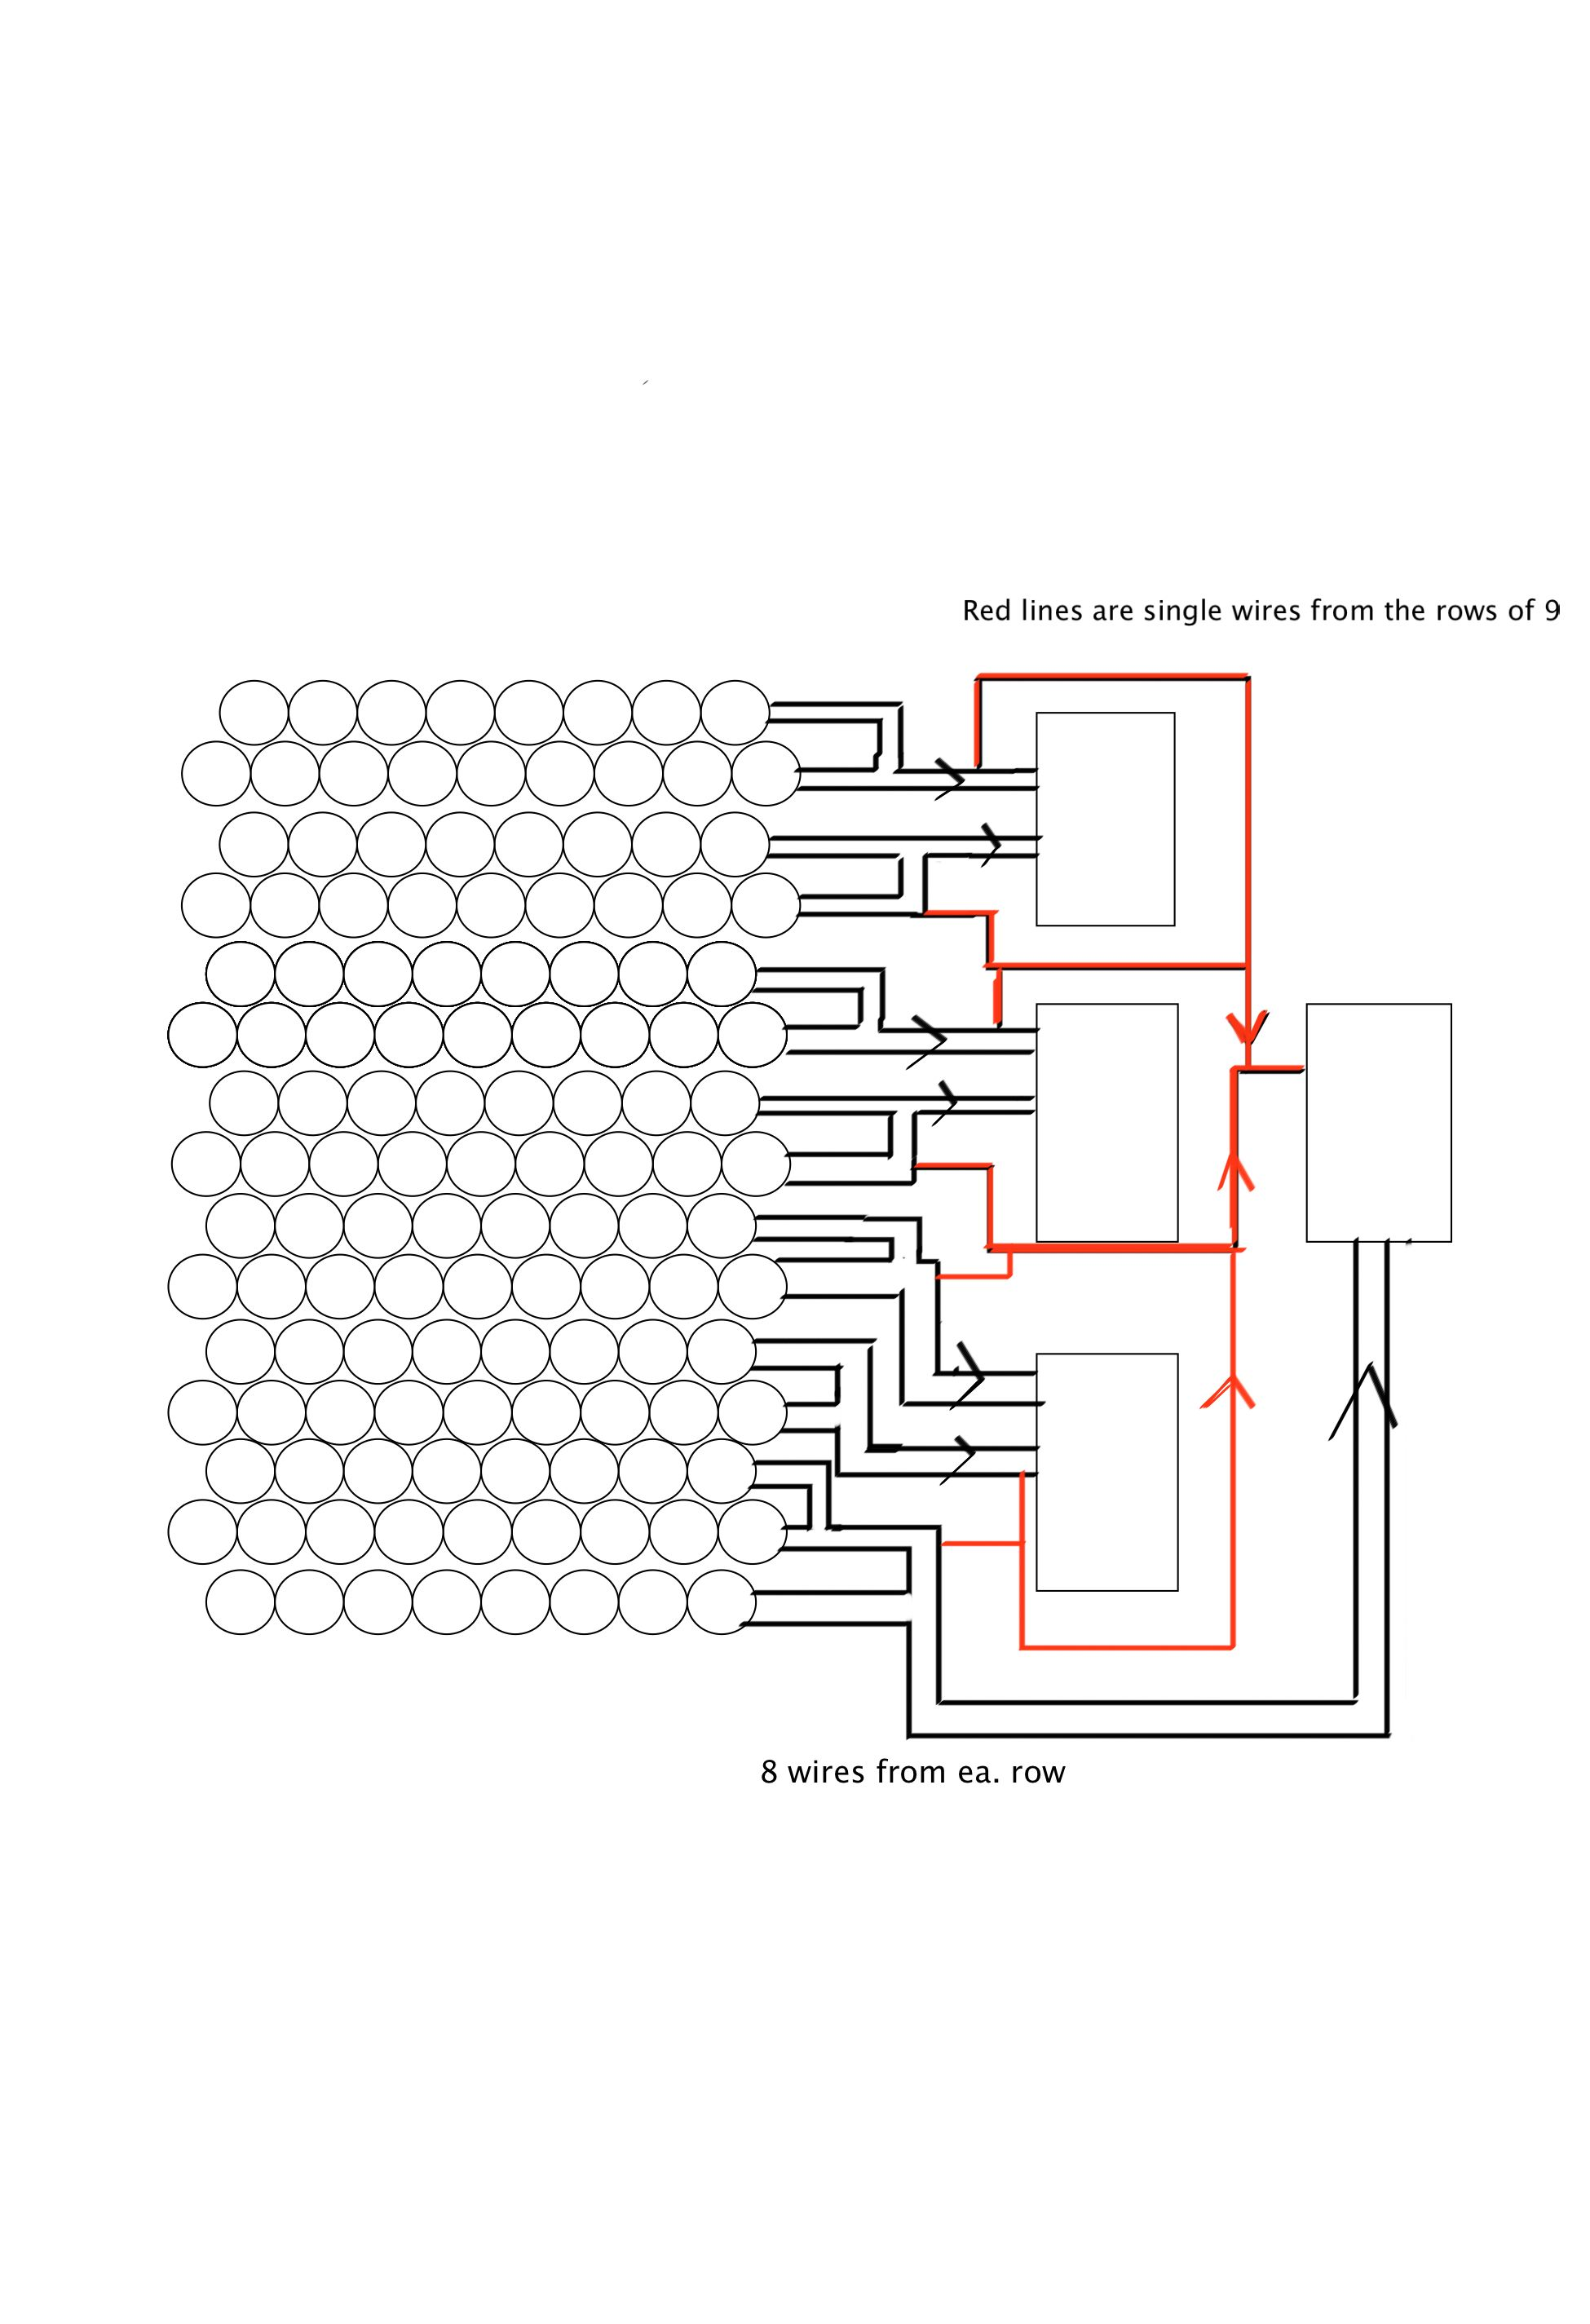 Red lines are single wires from the rows of 9
8 wires from ea. row